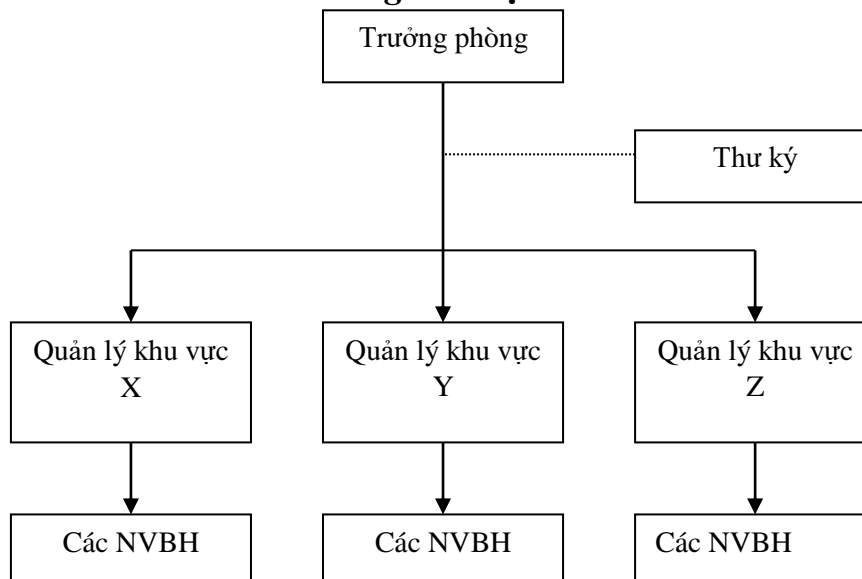 Trưởng phòng
Thư ký
Quản lý khu vực
X
Quản lý khu vực
Y
Quản lý khu vực
Z
Các NVBH
Các NVBH
Các NVBH